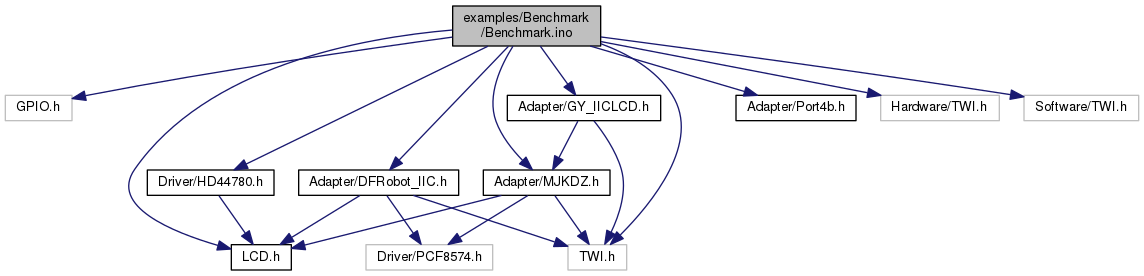 examples/Benchmark
/Benchmark.ino
GPIO.h
Adapter/GY_IICLCD.h
Adapter/Port4b.h
Hardware/TWI.h
Software/TWI.h
Driver/HD44780.h
Adapter/DFRobot_IIC.h
Adapter/MJKDZ.h
LCD.h
Driver/PCF8574.h
TWI.h